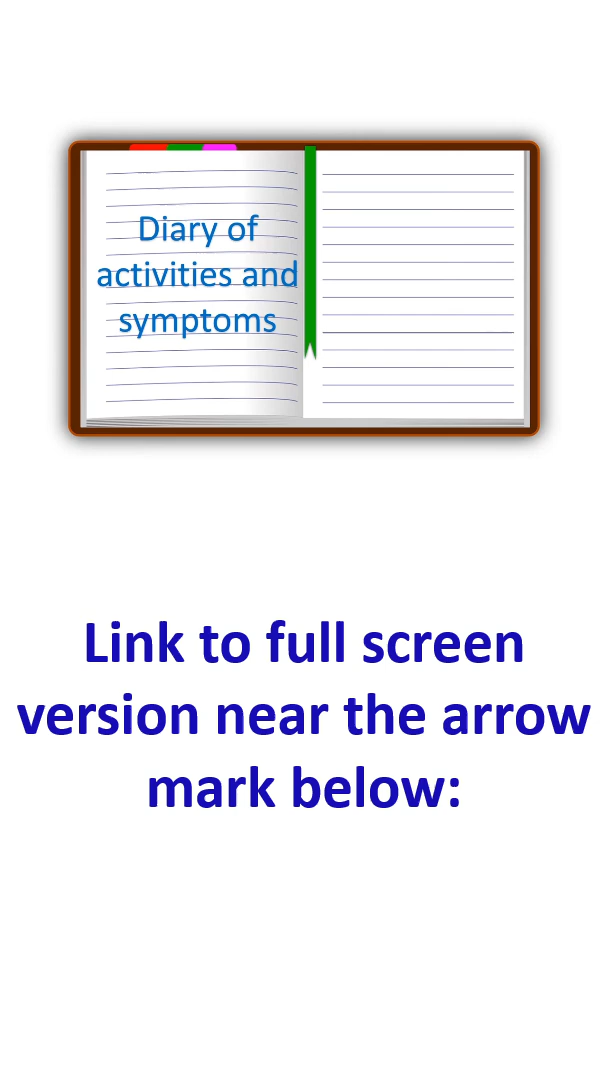 Diary of
activities and
symptoms
Link to full screen
version near the arrow
mark below: